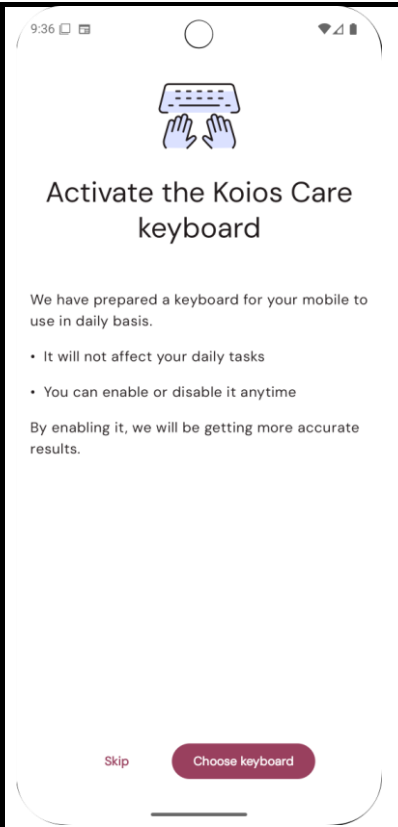 9:36
Activate the Koios Care
keyboard
We have prepared a keyboard for your mobile to
use in daily basis.
• It will not affect your daily tasks
• You can enable or disable it anytime
By enabling it, we will be getting more accurate
results.
Skip
Choose keyboard